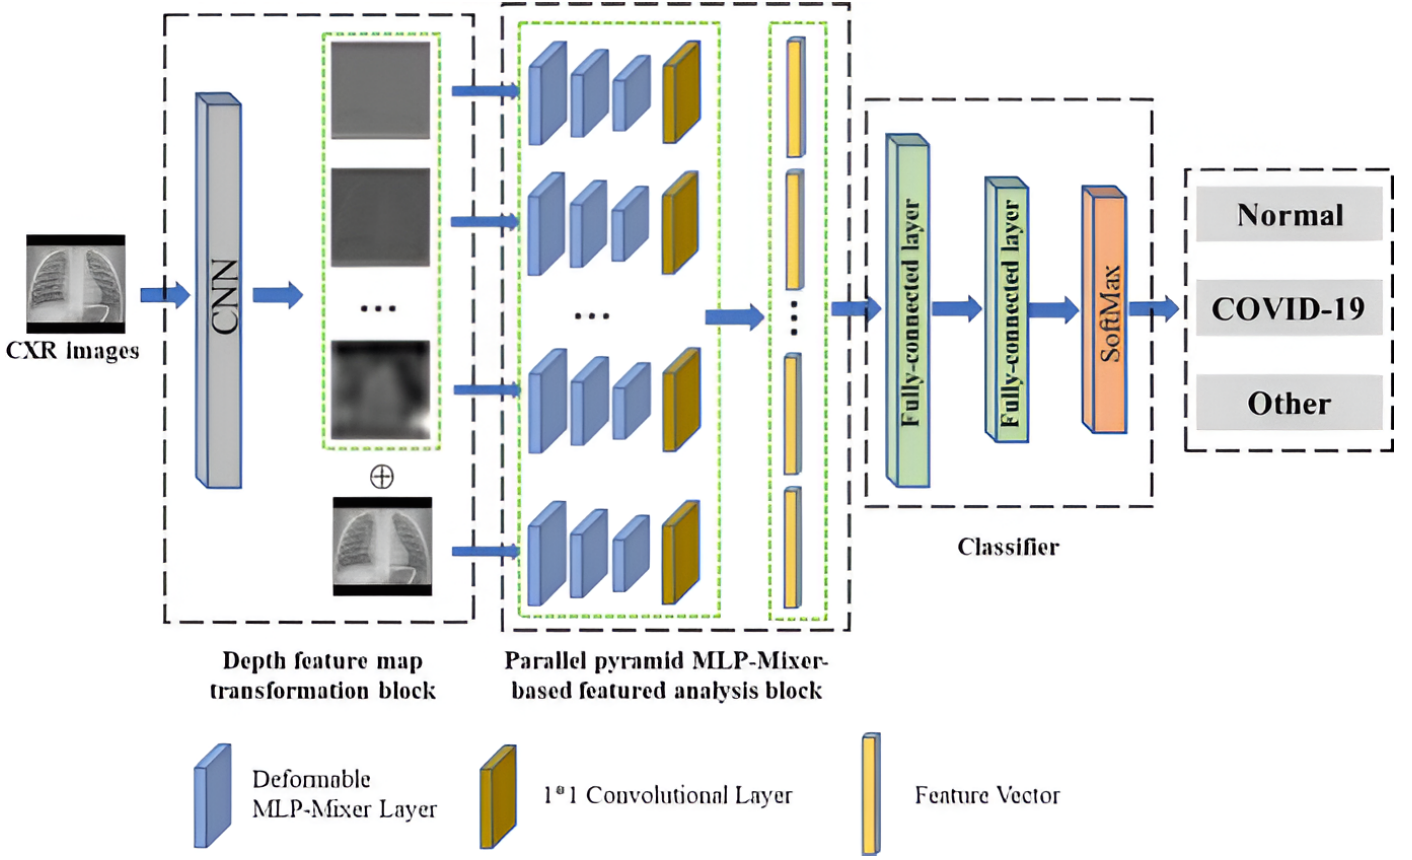 CXR images
CNN
...
⊕
Depth feature map
transformation block
...
Parallel pyramid MLP-Mixer-
based featured analysis block
...
Fully-connected layer
Fully-connected layer
SoftMax
Classifier
Normal
COVID-19
Other
Deformable
MLP-Mixer Layer
1*1 Convolutional Layer
Feature Vector